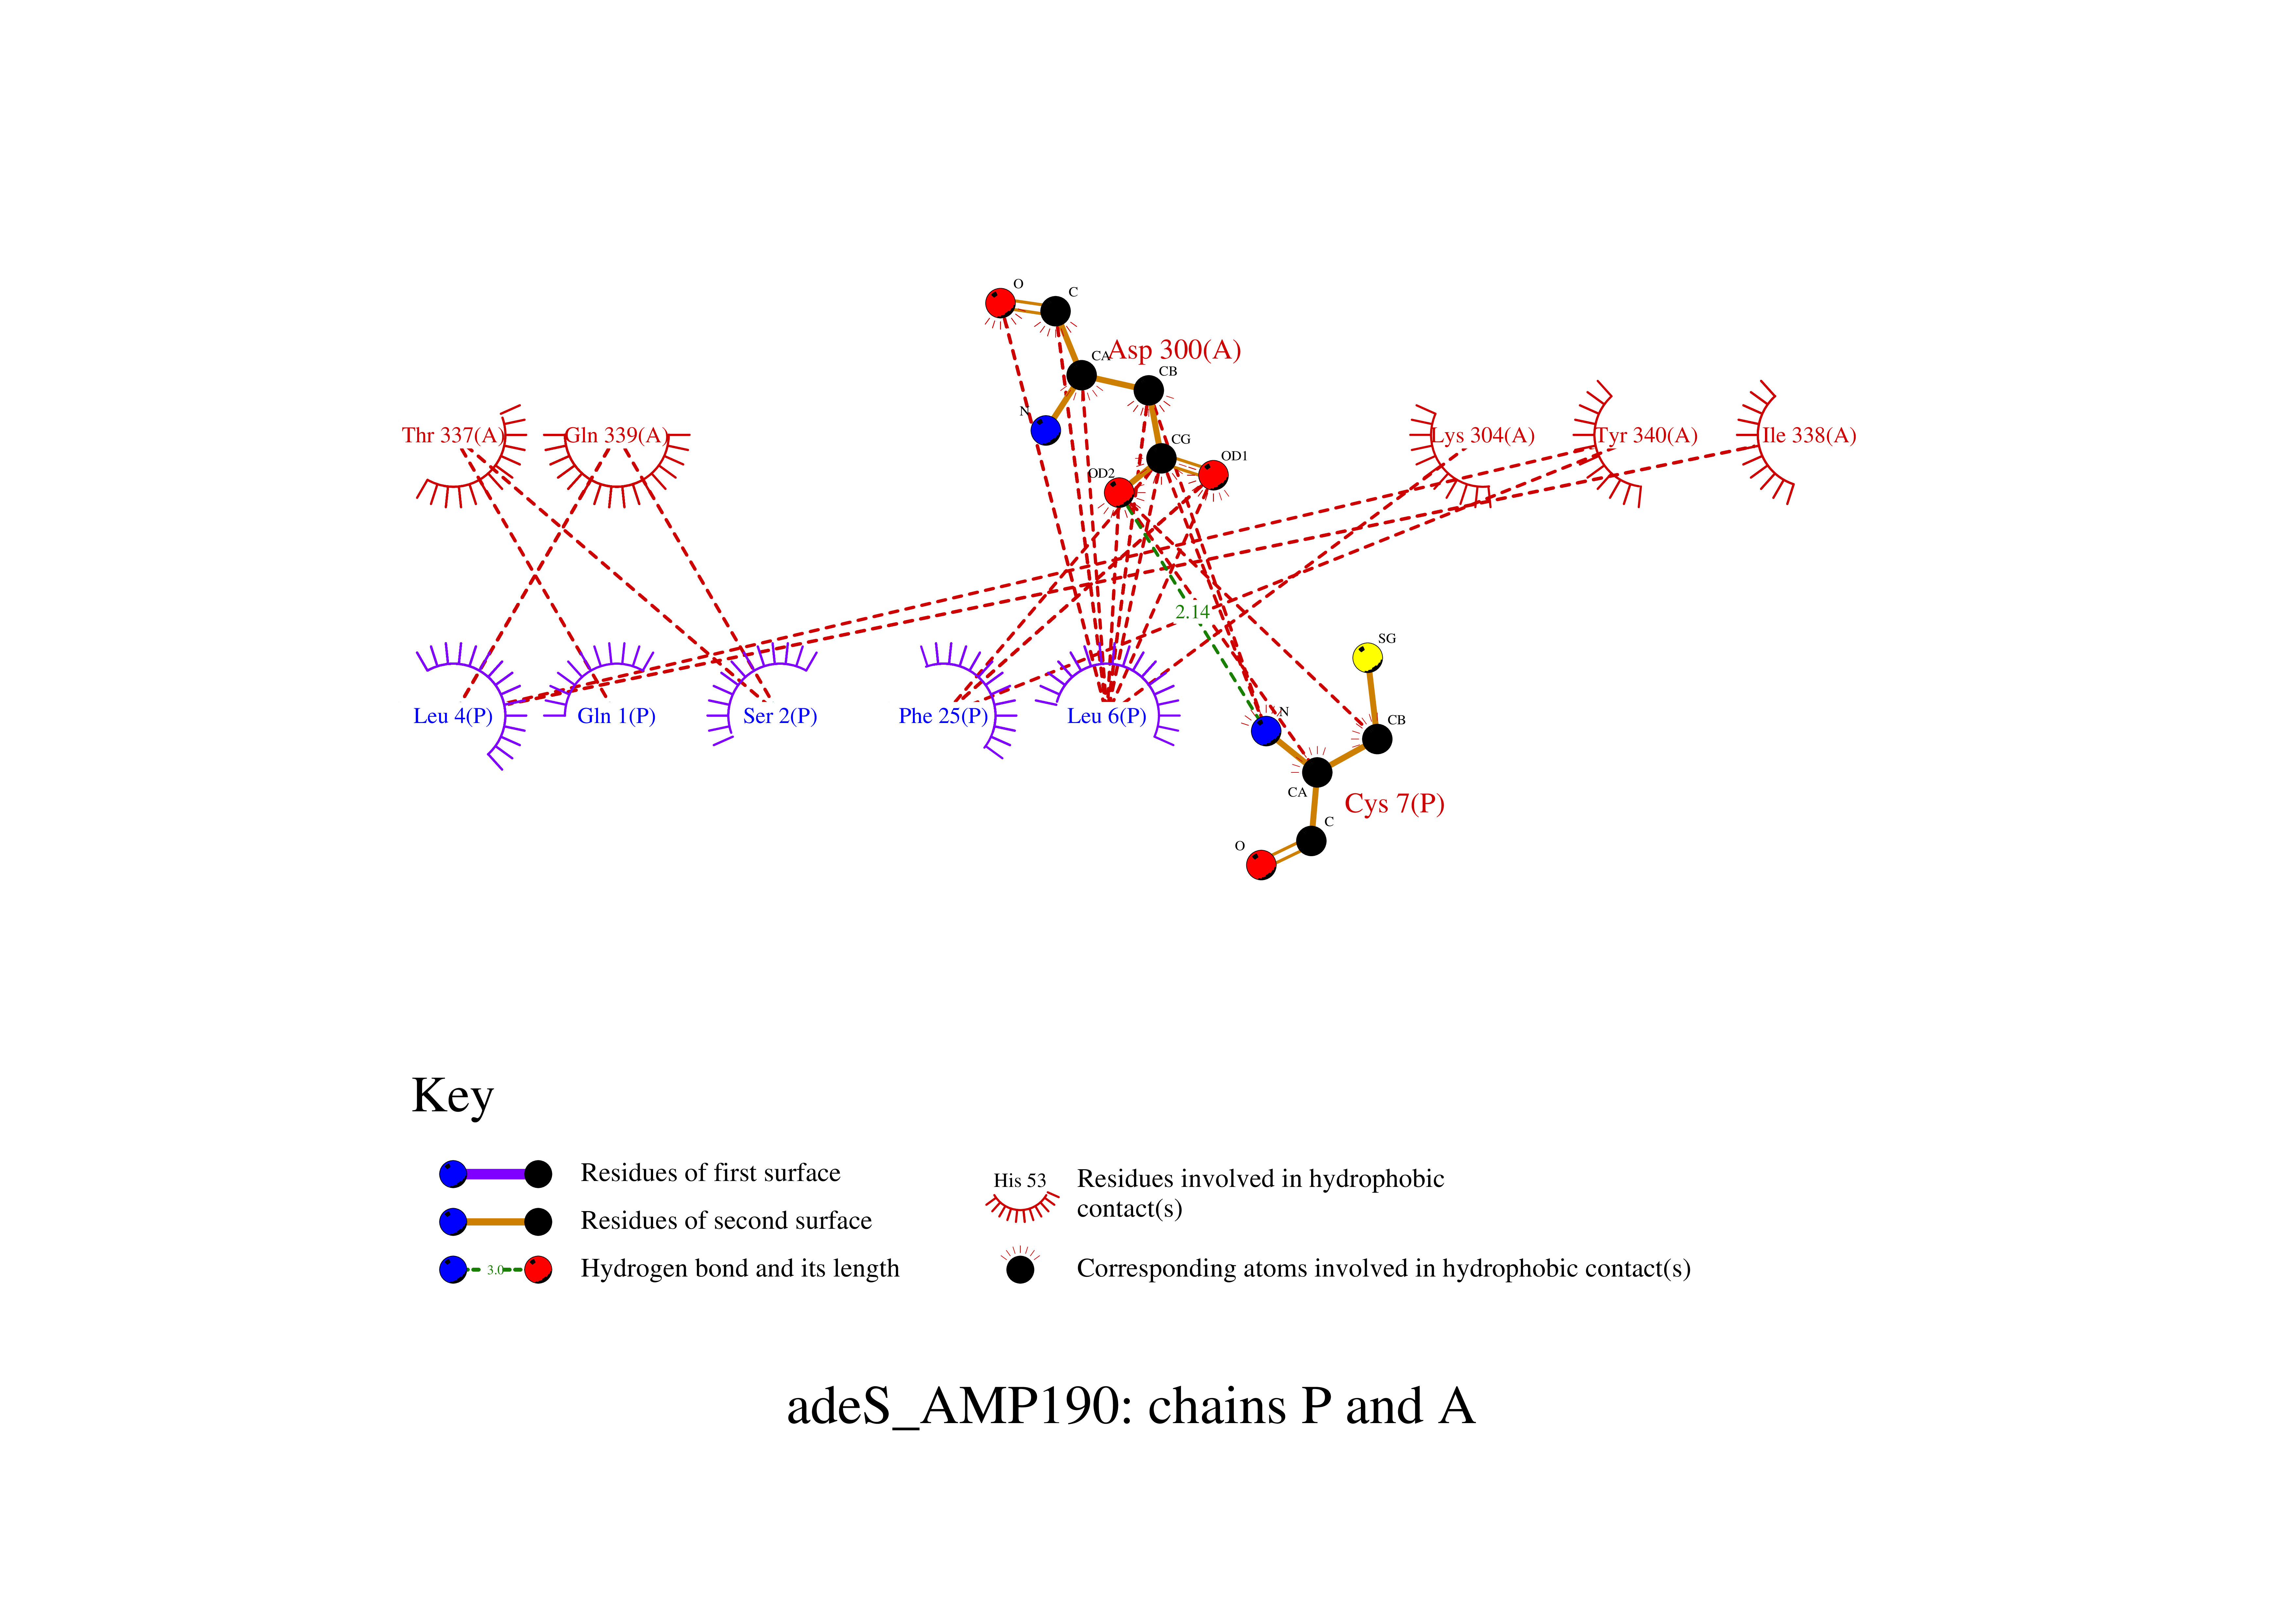 O
C
CA
Asp 300(A)
CB
N
CG
OD1
OD2
Thr 337(A)
Gln 339(A)
Lys 304(A)
Tyr 340(A)
Ile 338(A)
2.14
SG
Leu 4(P)
Gln 1(P)
Ser 2(P)
Phe 25(P)
Leu 6(P)
N
CB
CA
Cys 7(P)
C
O
Key
Residues of first surface
Residues of second surface
3.0
Hydrogen bond and its length
His 53
Residues involved in hydrophobic
contact(s)
Corresponding atoms involved in hydrophobic contact(s)
adeS_AMP190: chains P and A